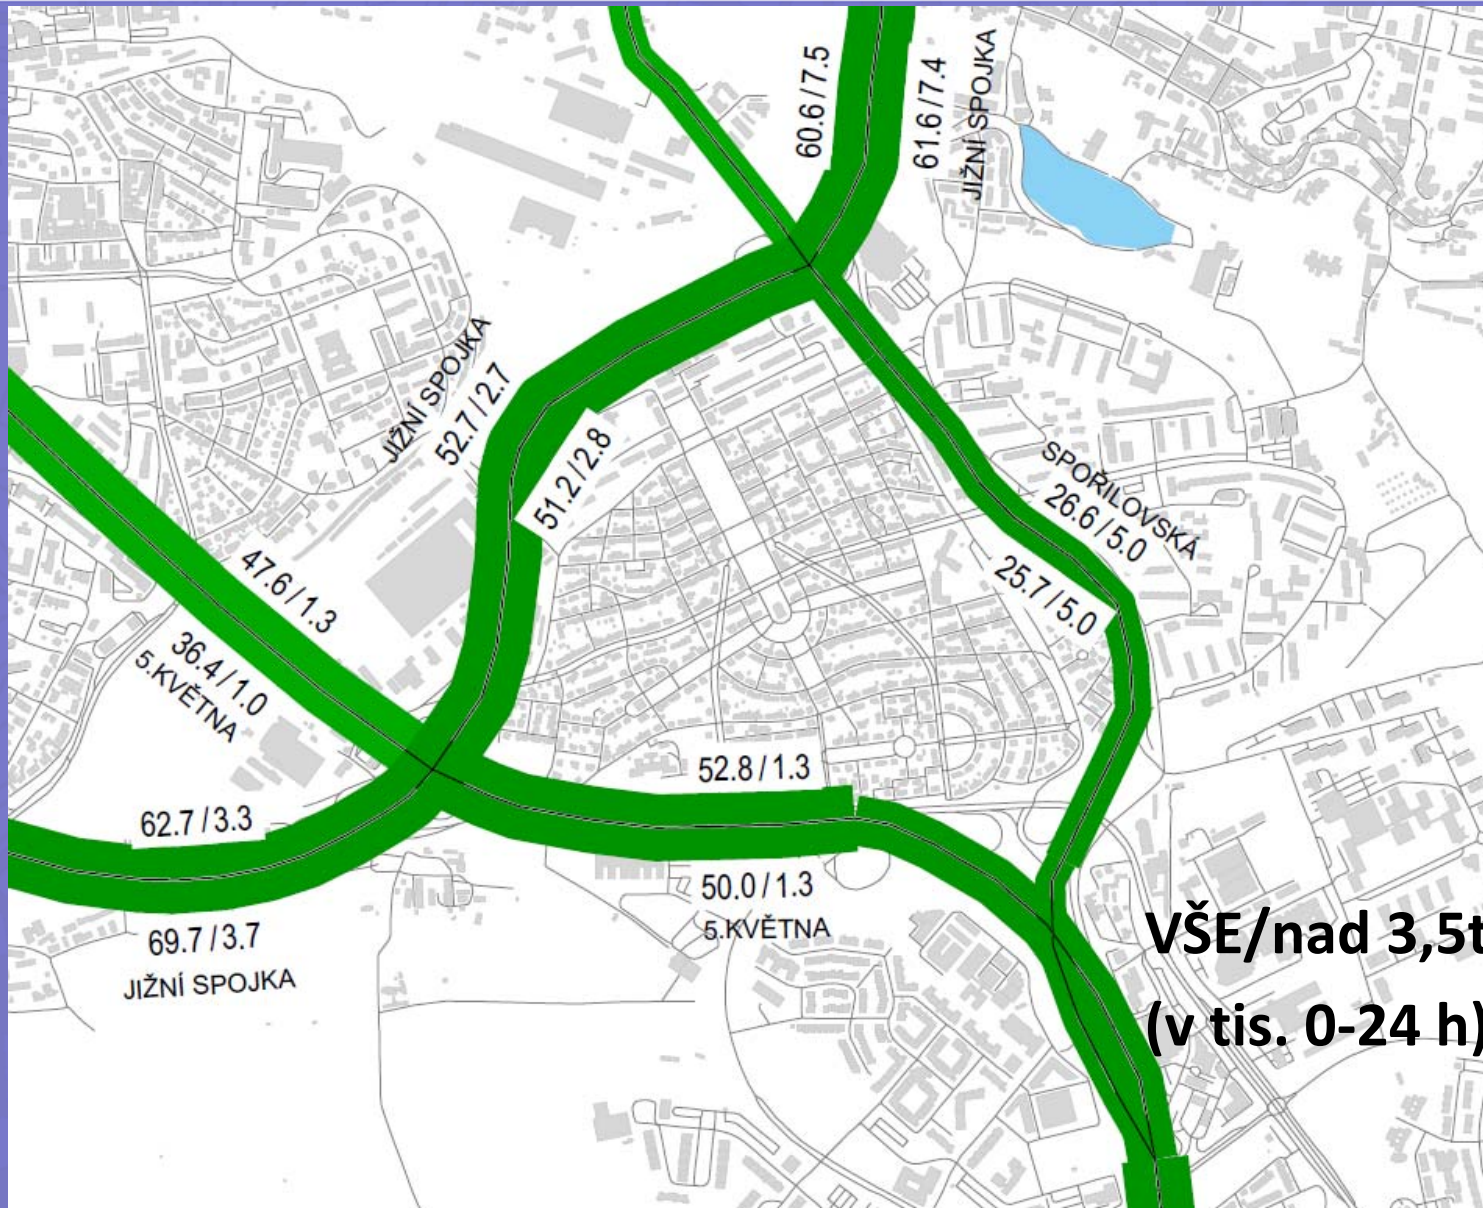 60.6 / 7.5
61.6 / 7.4
JIŽNÍ SPOJKA
JIŽNÍ SPOJKA
52.7 / 2.7
51.2 / 2.8
SPOŘILOVSKÁ
26.6 / 5.0
25.7 / 5.0
47.6 / 1.3
36.4 / 1.0
5.KVĚTNA
52.8 / 1.3
62.7 / 3.3
50.0 / 1.3
5.KVĚTNA
69.7 / 3.7
JIŽNÍ SPOJKA
VŠE/nad 3,5t
(v tis. 0-24 h)